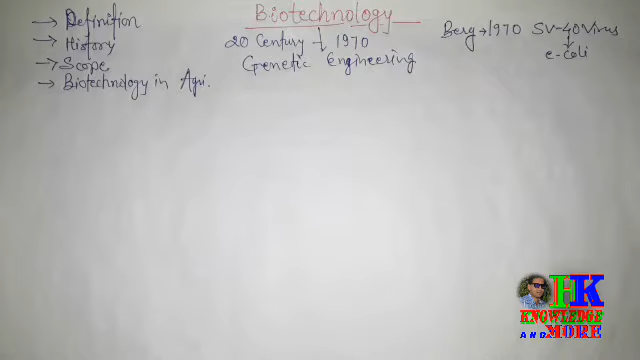 Biotechnology
→ Definition
→ History
→ Scope
→ Biotechnology in Agri.
20 Century → 1970
Genetic Engineering
Berg → 1970 SV-40 Virus
e-coli
HK
KNOWLEDGE
AND
MORE